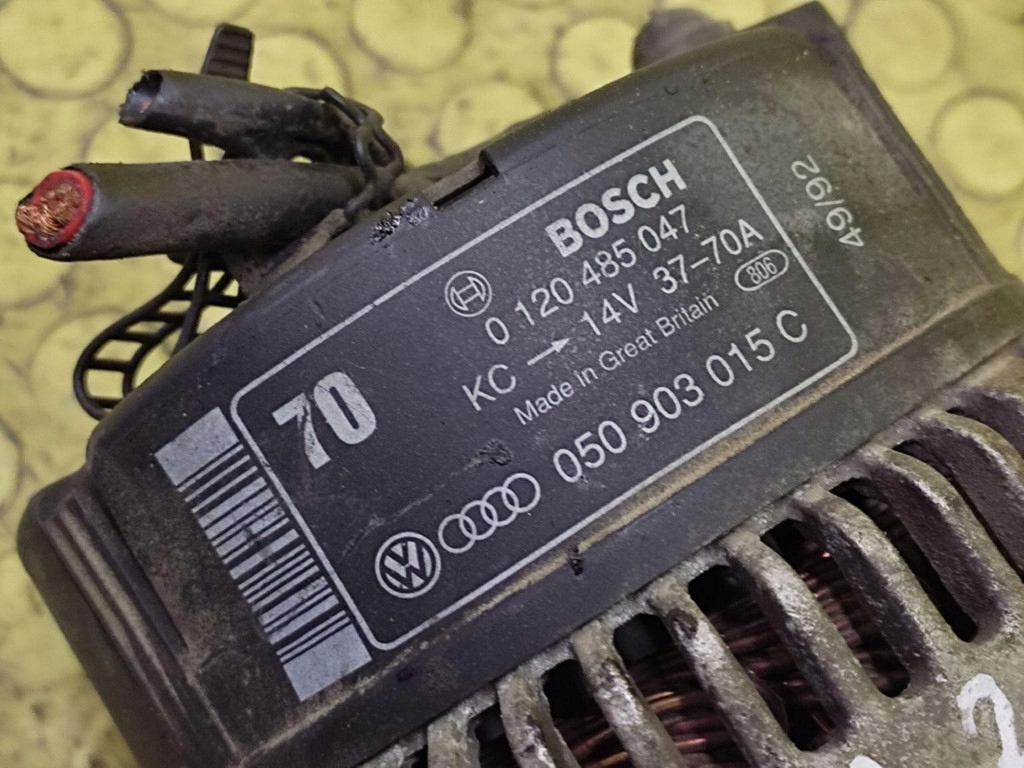 BOSCH
0 120 485 047
KC → 14V 37–70A
Made in Great Britain 806
70
050 903 015 C
49/92
2